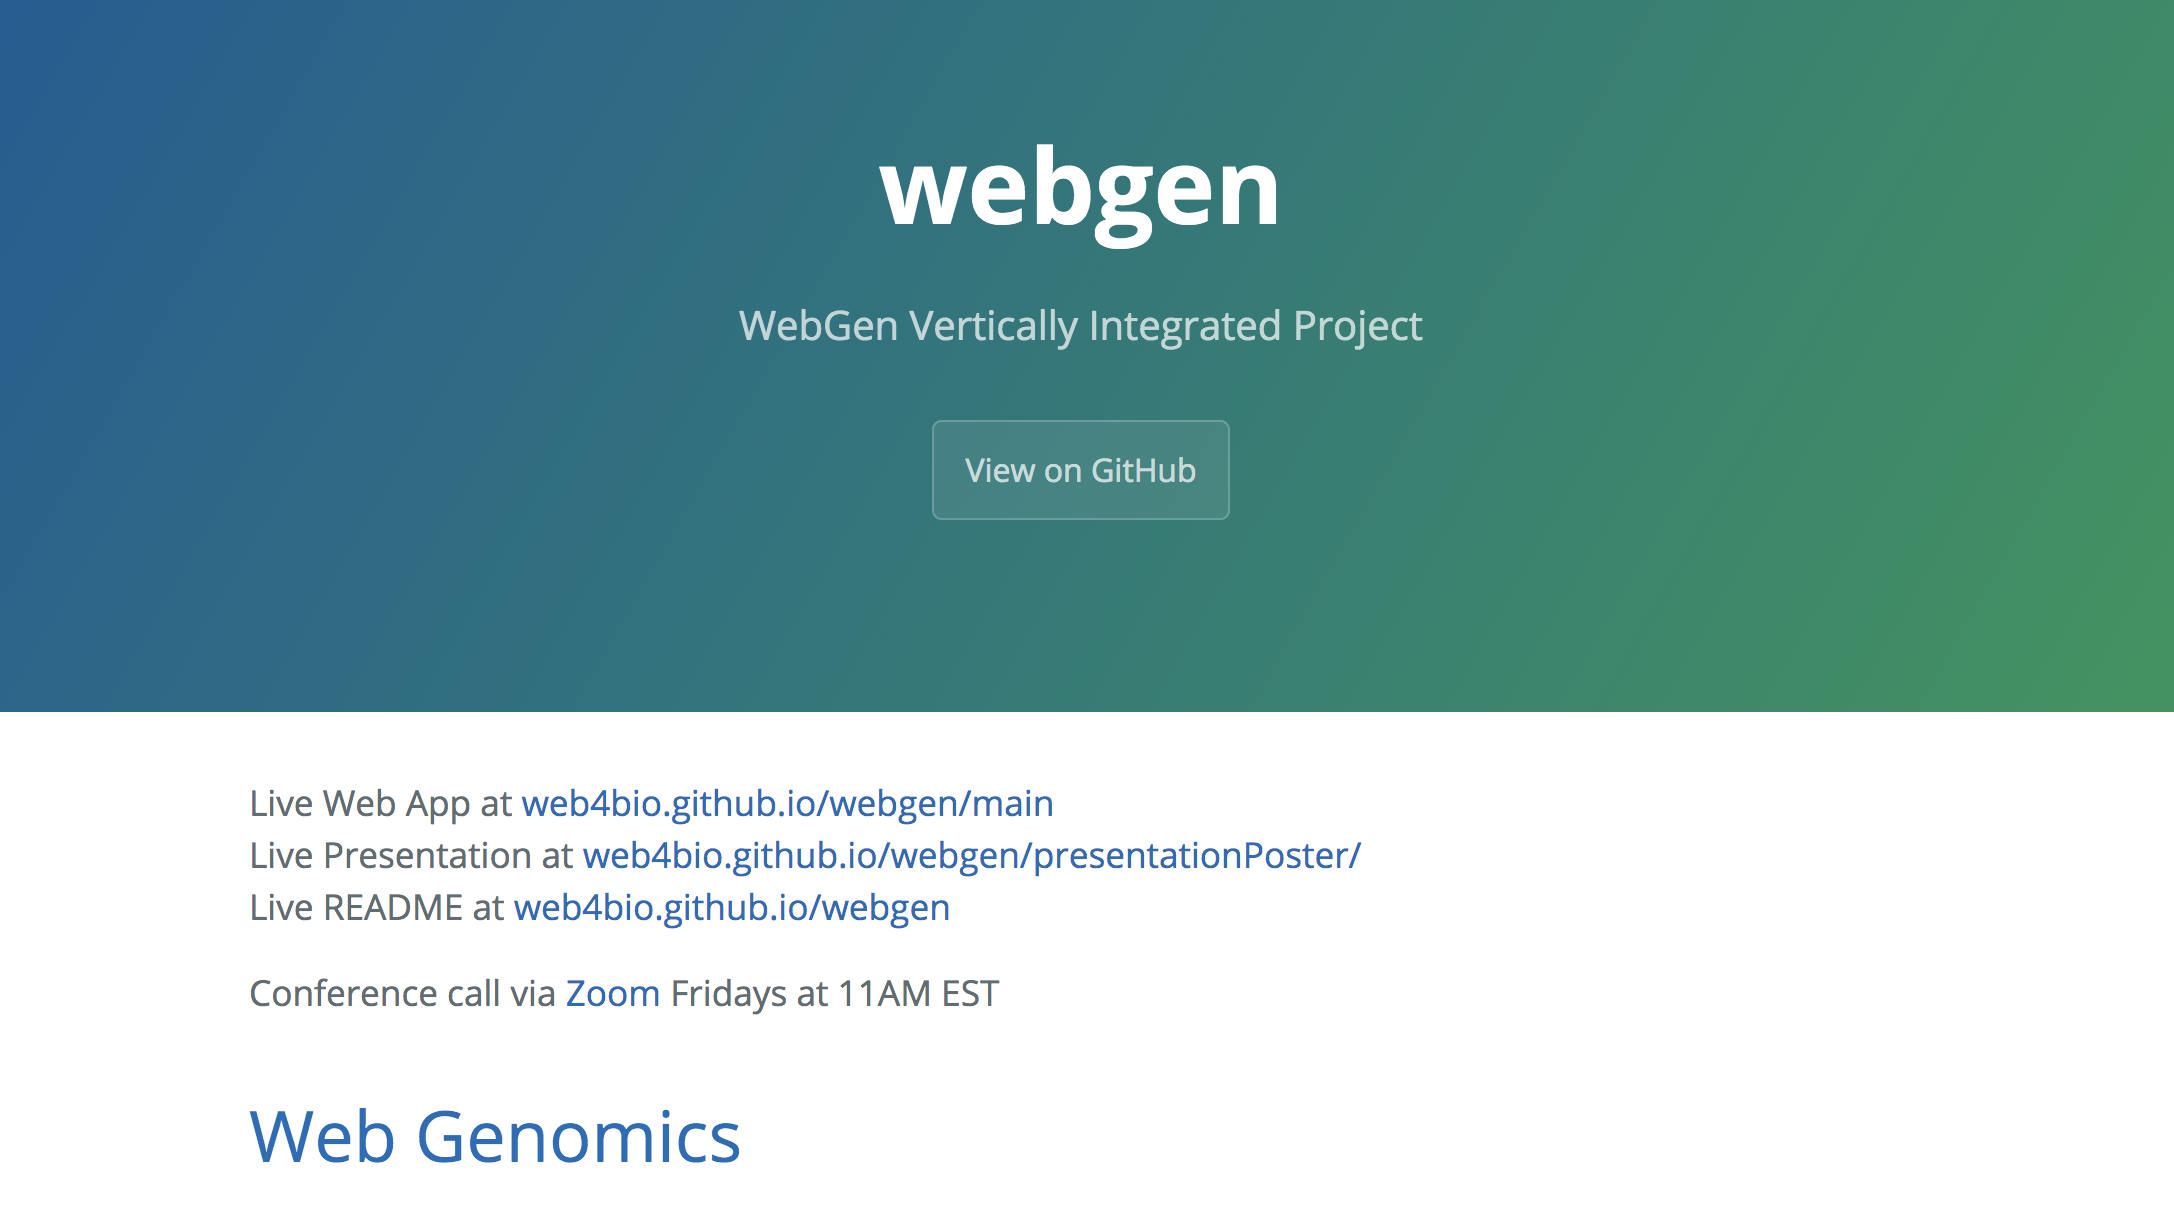 webgen
WebGen Vertically Integrated Project
View on GitHub
Live Web App at web4bio.github.io/webgen/main
Live Presentation at web4bio.github.io/webgen/presentationPoster/
Live README at web4bio.github.io/webgen
Conference call via Zoom Fridays at 11AM EST
Web Genomics